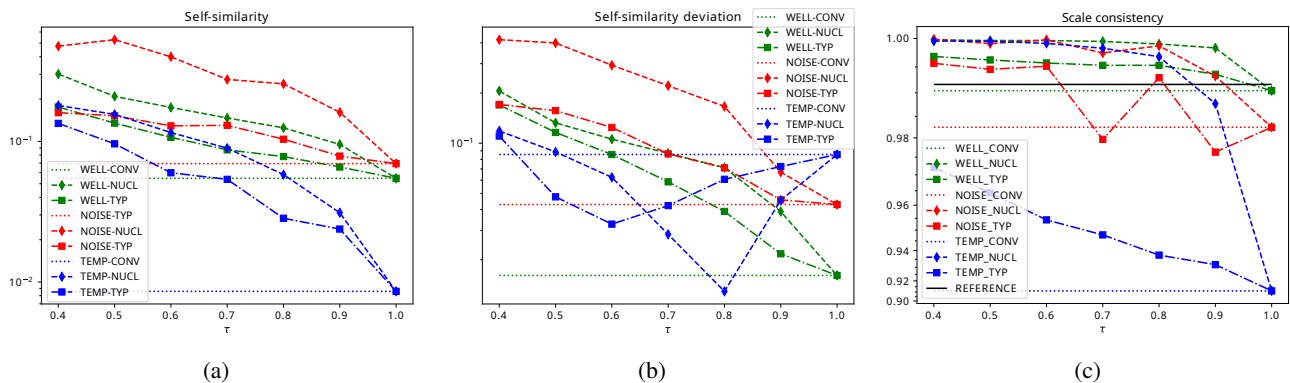 Self-similarity
10⁻¹
10⁻²
WELL-CONV
WELL-NUCL
WELL-TYP
NOISE-TYP
NOISE-NUCL
NOISE-TYP
TEMP-CONV
TEMP-NUCL
TEMP-TYP
0.4 0.5 0.6 0.7 0.8 0.9 1.0
τ
(a)
Self-similarity deviation
10⁻¹
WELL-CONV
WELL-NUCL
WELL-TYP
NOISE-CONV
NOISE-NUCL
NOISE-TYP
TEMP-CONV
TEMP-NUCL
TEMP-TYP
0.4 0.5 0.6 0.7 0.8 0.9 1.0
τ
(b)
Scale consistency
1.00
0.98
0.96
0.94
0.92
0.90
WELL_CONV
WELL_NUCL
WELL_TYP
NOISE_CONV
NOISE_NUCL
NOISE_TYP
TEMP_CONV
TEMP_NUCL
TEMP_TYP
REFERENCE
0.4 0.5 0.6 0.7 0.8 0.9 1.0
τ
(c)